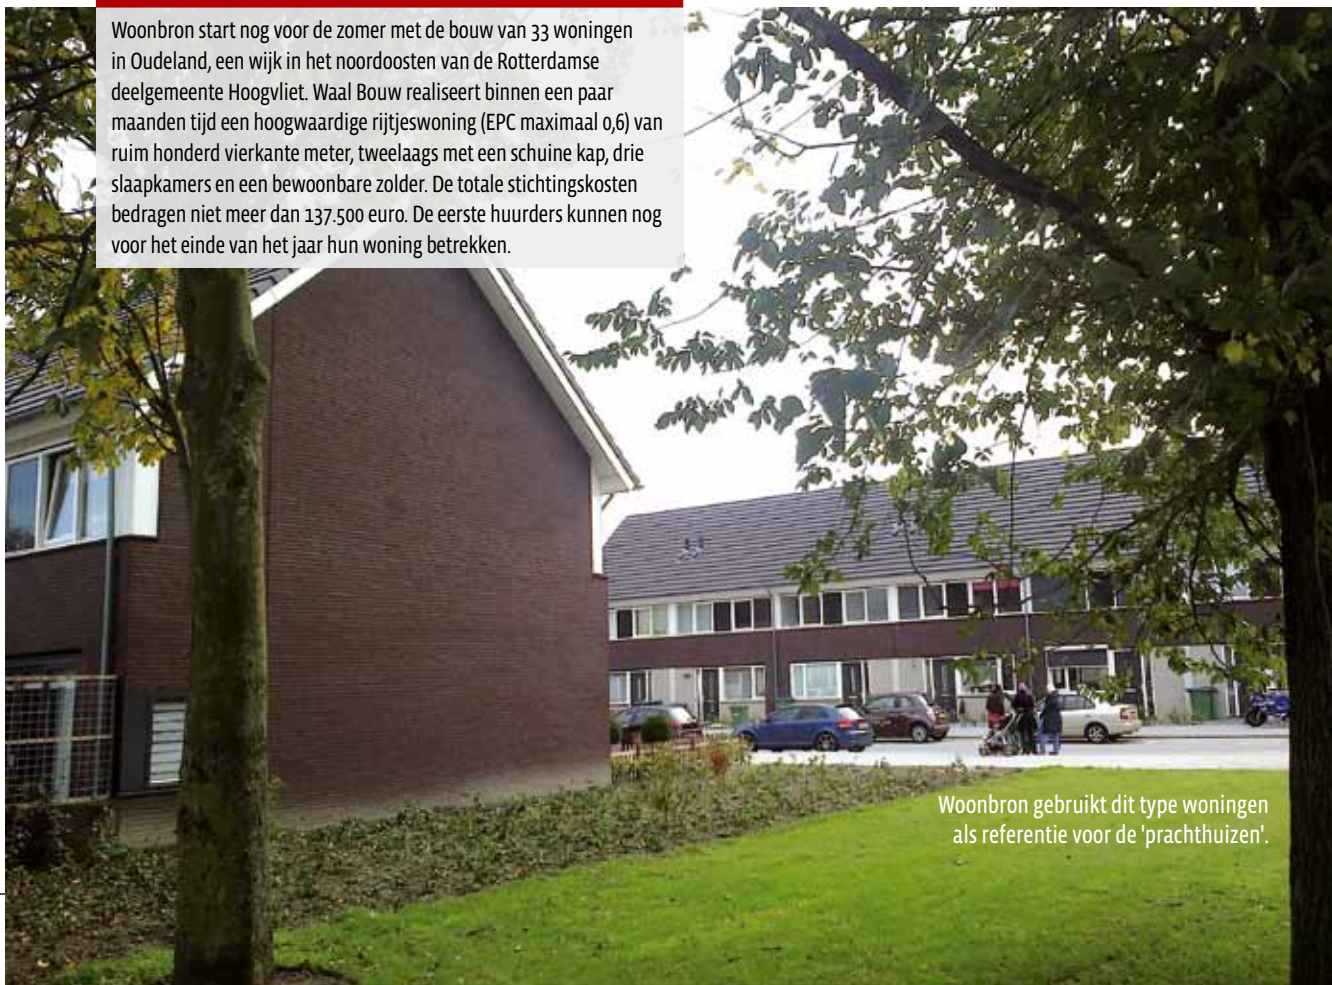 Woonbron start nog voor de zomer met de bouw van 33 woningen
in Oudeland, een wijk in het noordoosten van de Rotterdamse
deelgemeente Hoogvliet. Waal Bouw realiseert binnen een paar
maanden tijd een hoogwaardige rijtjeswoning (EPC maximaal 0,6) van
ruim honderd vierkante meter, tweelaags met een schuine kap, drie
slaapkamers en een bewoonbare zolder. De totale stichtingskosten
bedragen niet meer dan 137.500 euro. De eerste huurders kunnen nog
voor het einde van het jaar hun woning betrekken.
Woonbron gebruikt dit type woningen
als referentie voor de 'prachthuizen'.